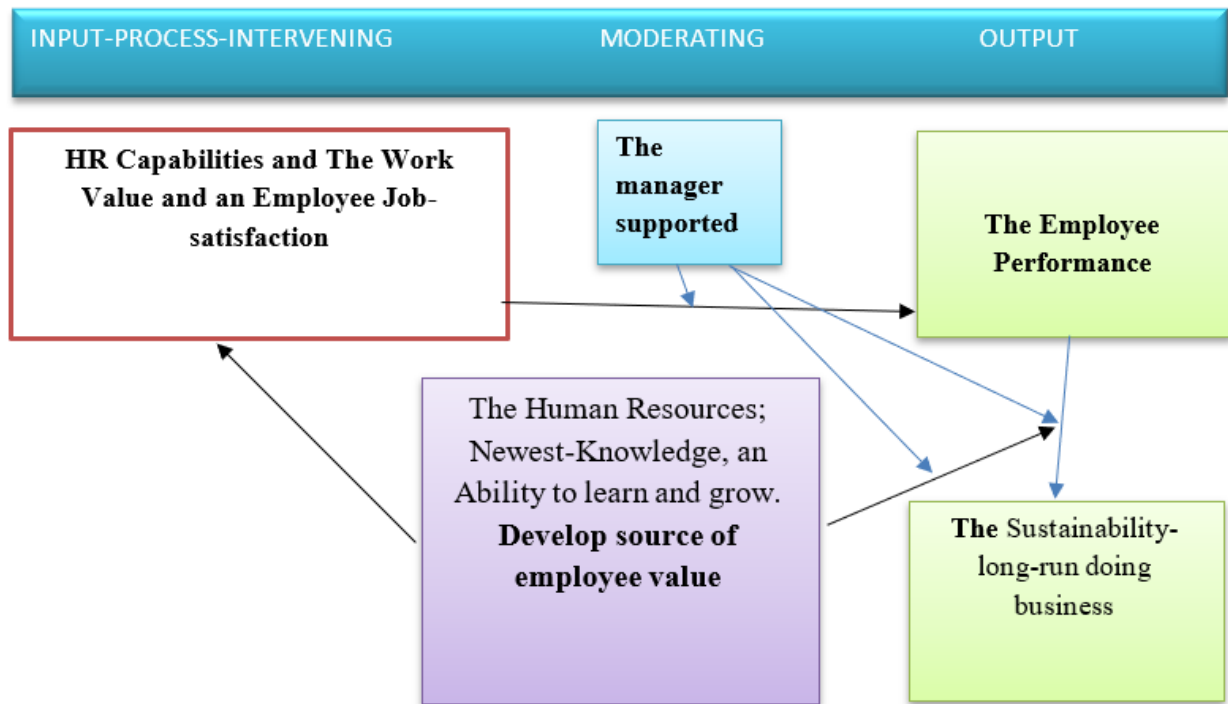 INPUT-PROCESS-INTERVENING MODERATING OUTPUT
HR Capabilities and The Work
Value and an Employee Job-
satisfaction
The
manager
supported
The Employee
Performance
The Human Resources;
Newest-Knowledge, an
Ability to learn and grow.
Develop source of
employee value
The Sustainability-
long-run doing
business